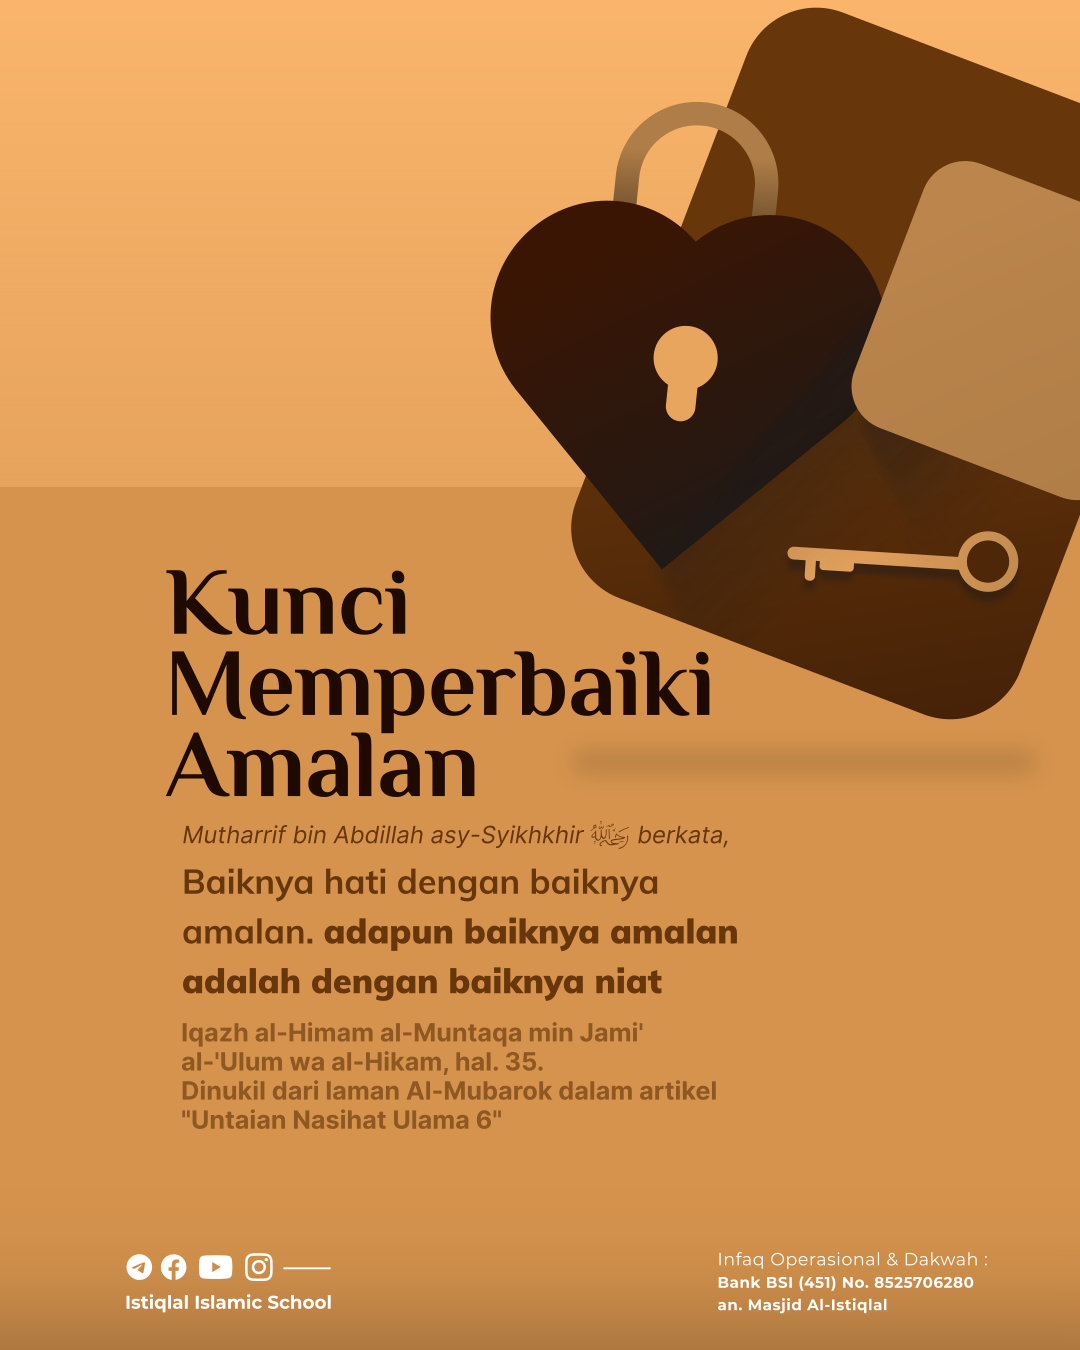 Kunci
Memperbaiki
Amalan
Mutharrif bin Abdillah asy-Syikhkhir رحمه الله berkata,
Baiknya hati dengan baiknya
amalan. adapun baiknya amalan
adalah dengan baiknya niat
Iqazh al-Himam al-Muntaqa min Jami'
al-'Ulum wa al-Hikam, hal. 35.
Dinukil dari laman Al-Mubarok dalam artikel
"Untaian Nasihat Ulama 6"
Istiqlal Islamic School
Infaq Operasional & Dakwah :
Bank BSI (451) No. 8525706280
an. Masjid Al-Istiqlal